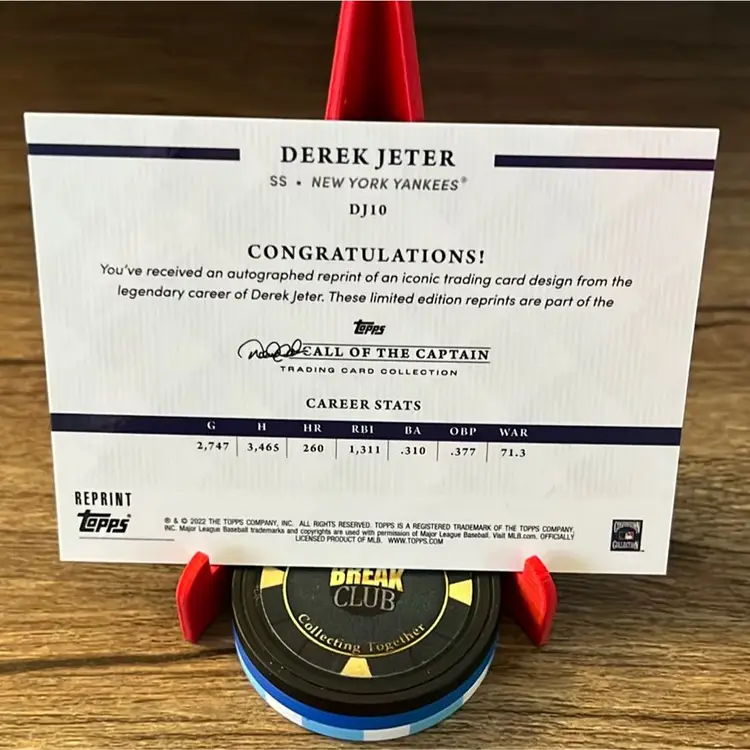 DEREK JETER
SS • NEW YORK YANKEES®
DJ10
CONGRATULATIONS!
You've received an autographed reprint of an iconic trading card design from the
legendary career of Derek Jeter. These limited edition reprints are part of the
topps
CALL OF THE CAPTAIN
TRADING CARD COLLECTION
CAREER STATS
G H HR RBI BA OBP WAR
2,747 3,465 260 1,311 .310 .377 71.3
REPRINT
topps®
® & © 2022 THE TOPPS COMPANY, INC. ALL RIGHTS RESERVED. TOPPS IS A REGISTERED TRADEMARK OF THE TOPPS COMPANY,
INC. Major League Baseball trademarks and copyrights are used with permission of Major League Baseball. Visit MLB.com. OFFICIALLY
LICENSED PRODUCT OF MLB. WWW.TOPPS.COM
COOPERSTOWN
COLLECTION
BREAK
CLUB
Collecting Together